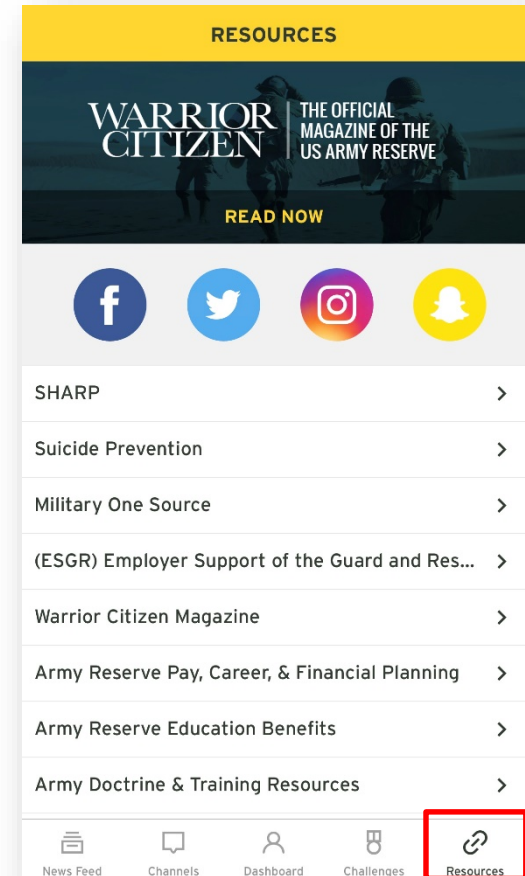 RESOURCES
WARRIOR
CITIZEN
THE OFFICIAL
MAGAZINE OF THE
US ARMY RESERVE
READ NOW
SHARP
Suicide Prevention
Military One Source
(ESGR) Employer Support of the Guard and Res...
Warrior Citizen Magazine
Army Reserve Pay, Career, & Financial Planning
Army Reserve Education Benefits
Army Doctrine & Training Resources
News Feed
Channels
Dashboard
Challenges
Resources